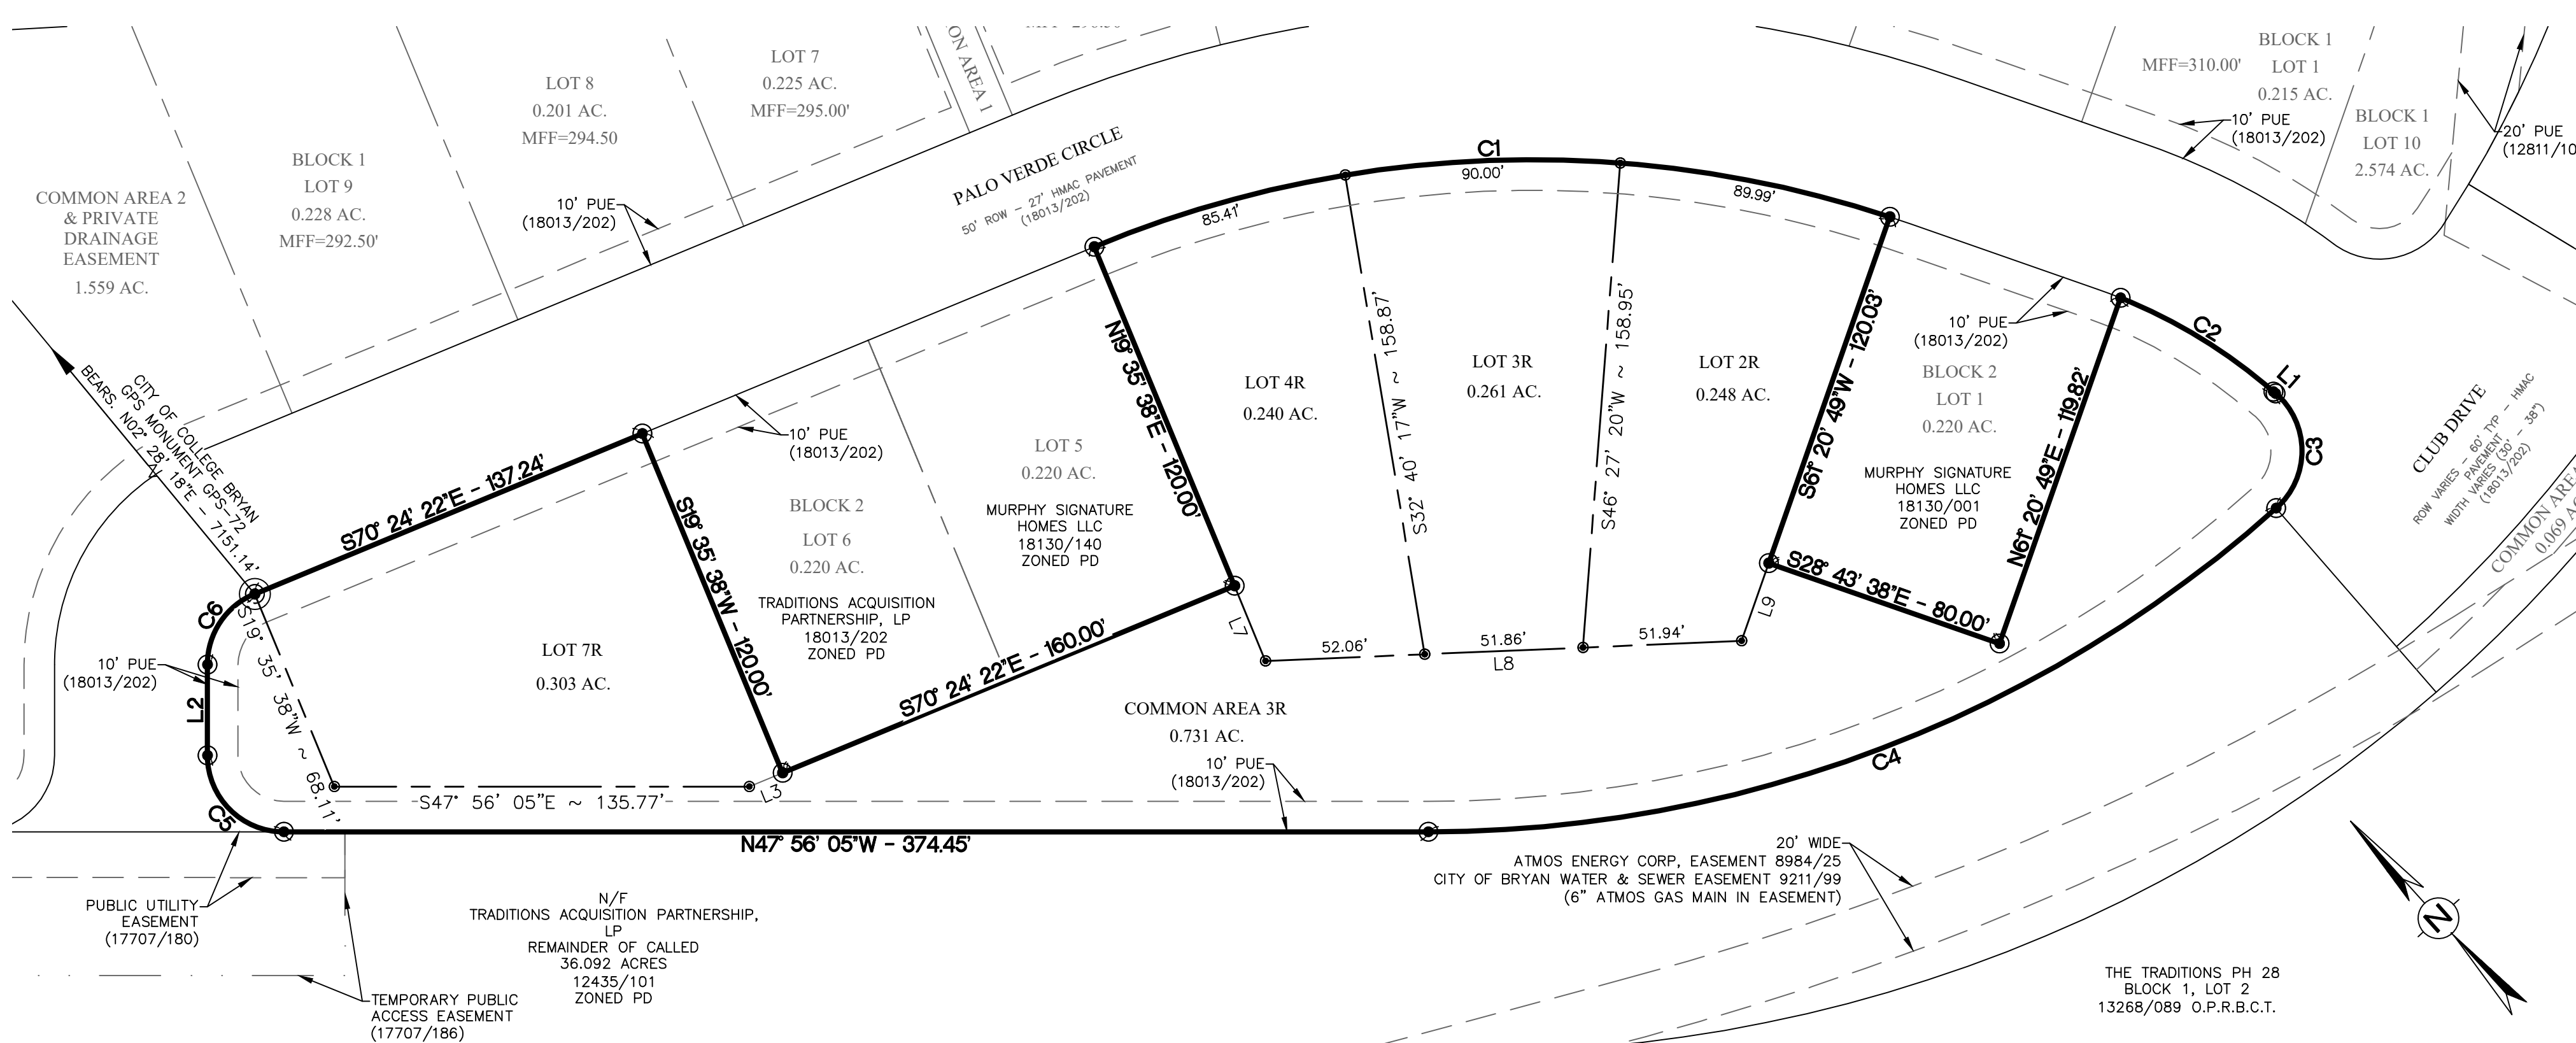 COMMON AREA 2
& PRIVATE
DRAINAGE
EASEMENT
1.559 AC.
BLOCK 1
LOT 9
0.228 AC.
MFF=292.50'
LOT 8
0.201 AC.
MFF=294.50
LOT 7
0.225 AC.
MFF=295.00'
ON AREA 1
10' PUE
(18013/202)
PALO VERDE CIRCLE
50' ROW - 27' HMAC PAVEMENT
(18013/202)
C1
85.41'
90.00'
89.99'
MFF=310.00'
BLOCK 1
LOT 1
0.215 AC.
10' PUE
(18013/202)
BLOCK 1
LOT 10
2.574 AC.
20' PUE
(12811/10
CITY OF COLLEGE BRYAN
GPS MONUMENT GPS-72
BEARS: N02° 28' 18"E - 7151.14'
S70° 24' 22"E - 137.24'
10' PUE
(18013/202)
S19° 35' 38"W - 120.00'
LOT 7R
0.303 AC.
C6
L2
C5
10' PUE
(18013/202)
S19° 35' 38"W ~ 68.11'
S47° 56' 05"E ~ 135.77'
L3
BLOCK 2
LOT 6
0.220 AC.
TRADITIONS ACQUISITION
PARTNERSHIP, LP
18013/202
ZONED PD
LOT 5
0.220 AC.
MURPHY SIGNATURE
HOMES LLC
18130/140
ZONED PD
N19° 35' 38"E - 120.00'
S70° 24' 22"E - 160.00'
LOT 4R
0.240 AC.
S32° 40' 17"W ~ 158.87'
LOT 3R
0.261 AC.
S46° 27' 20"W ~ 158.95'
LOT 2R
0.248 AC.
S61° 20' 49"W - 120.03'
L7
52.06'
51.86'
L8
51.94'
L9
10' PUE
(18013/202)
BLOCK 2
LOT 1
0.220 AC.
MURPHY SIGNATURE
HOMES LLC
18130/001
ZONED PD
N61° 20' 49"E - 119.82'
S28° 43' 38"E - 80.00'
C2
L1
C3
C4
CLUB DRIVE
ROW VARIES - 60' TYP - HMAC
PAVEMENT -
WIDTH VARIES (30' - 38')
(18013/202)
COMMON AREA
0.069 AC
COMMON AREA 3R
0.731 AC.
10' PUE
(18013/202)
N47° 56' 05"W - 374.45'
20' WIDE
ATMOS ENERGY CORP, EASEMENT 8984/25
CITY OF BRYAN WATER & SEWER EASEMENT 9211/99
(6" ATMOS GAS MAIN IN EASEMENT)
PUBLIC UTILITY
EASEMENT
(17707/180)
N/F
TRADITIONS ACQUISITION PARTNERSHIP,
LP
REMAINDER OF CALLED
36.092 ACRES
12435/101
ZONED PD
TEMPORARY PUBLIC
ACCESS EASEMENT
(17707/186)
N
THE TRADITIONS PH 28
BLOCK 1, LOT 2
13268/089 O.P.R.B.C.T.